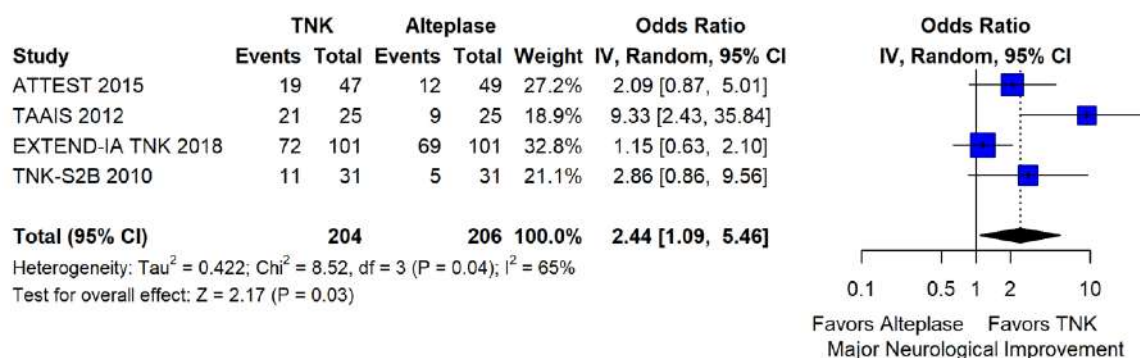 TNK Alteplase Odds Ratio Odds Ratio
Study Events Total Events Total Weight IV, Random, 95% CI IV, Random, 95% CI
ATTEST 2015 19 47 12 49 27.2% 2.09 [0.87, 5.01]
TAAIS 2012 21 25 9 25 18.9% 9.33 [2.43, 35.84]
EXTEND-IA TNK 2018 72 101 69 101 32.8% 1.15 [0.63, 2.10]
TNK-S2B 2010 11 31 5 31 21.1% 2.86 [0.86, 9.56]
Total (95% CI) 204 206 100.0% 2.44 [1.09, 5.46]
Heterogeneity: Tau² = 0.422; Chi² = 8.52, df = 3 (P = 0.04); I² = 65%
Test for overall effect: Z = 2.17 (P = 0.03)
0.1 0.5 1 2 10
Favors Alteplase Favors TNK
Major Neurological Improvement